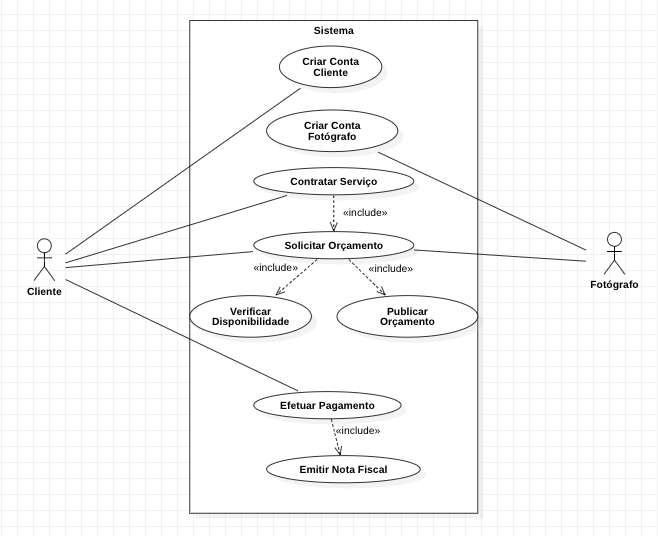 Sistema
Criar Conta
Cliente
Criar Conta
Fotógrafo
Contratar Serviço
«include»
Solicitar Orçamento
«include»
«include»
Cliente
Fotógrafo
Verificar
Disponibilidade
Publicar
Orçamento
Efetuar Pagamento
«include»
Emitir Nota Fiscal